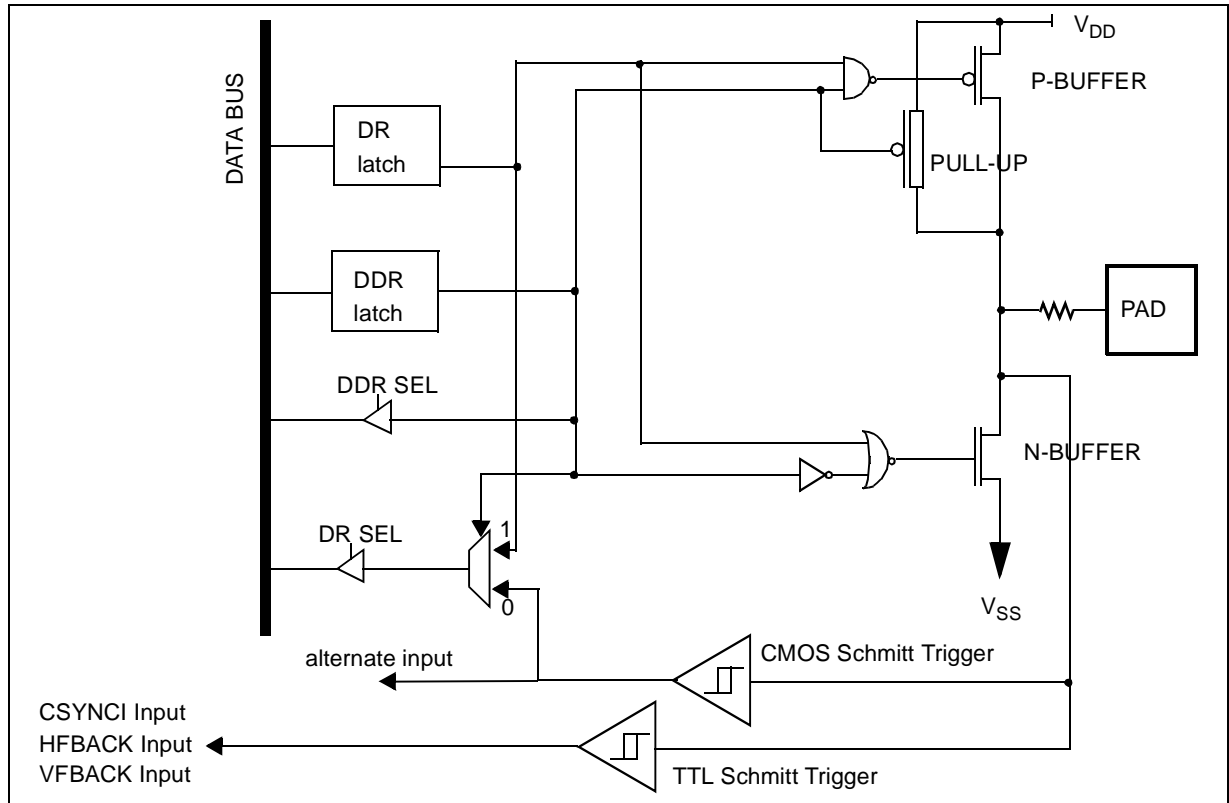 V_DD
P-BUFFER
DATA BUS
DR
latch
PULL-UP
DDR
latch
PAD
DDR SEL
N-BUFFER
DR SEL
1
0
V_SS
alternate input
CMOS Schmitt Trigger
CSYNCI Input
HFBACK Input
VFBACK Input
TTL Schmitt Trigger